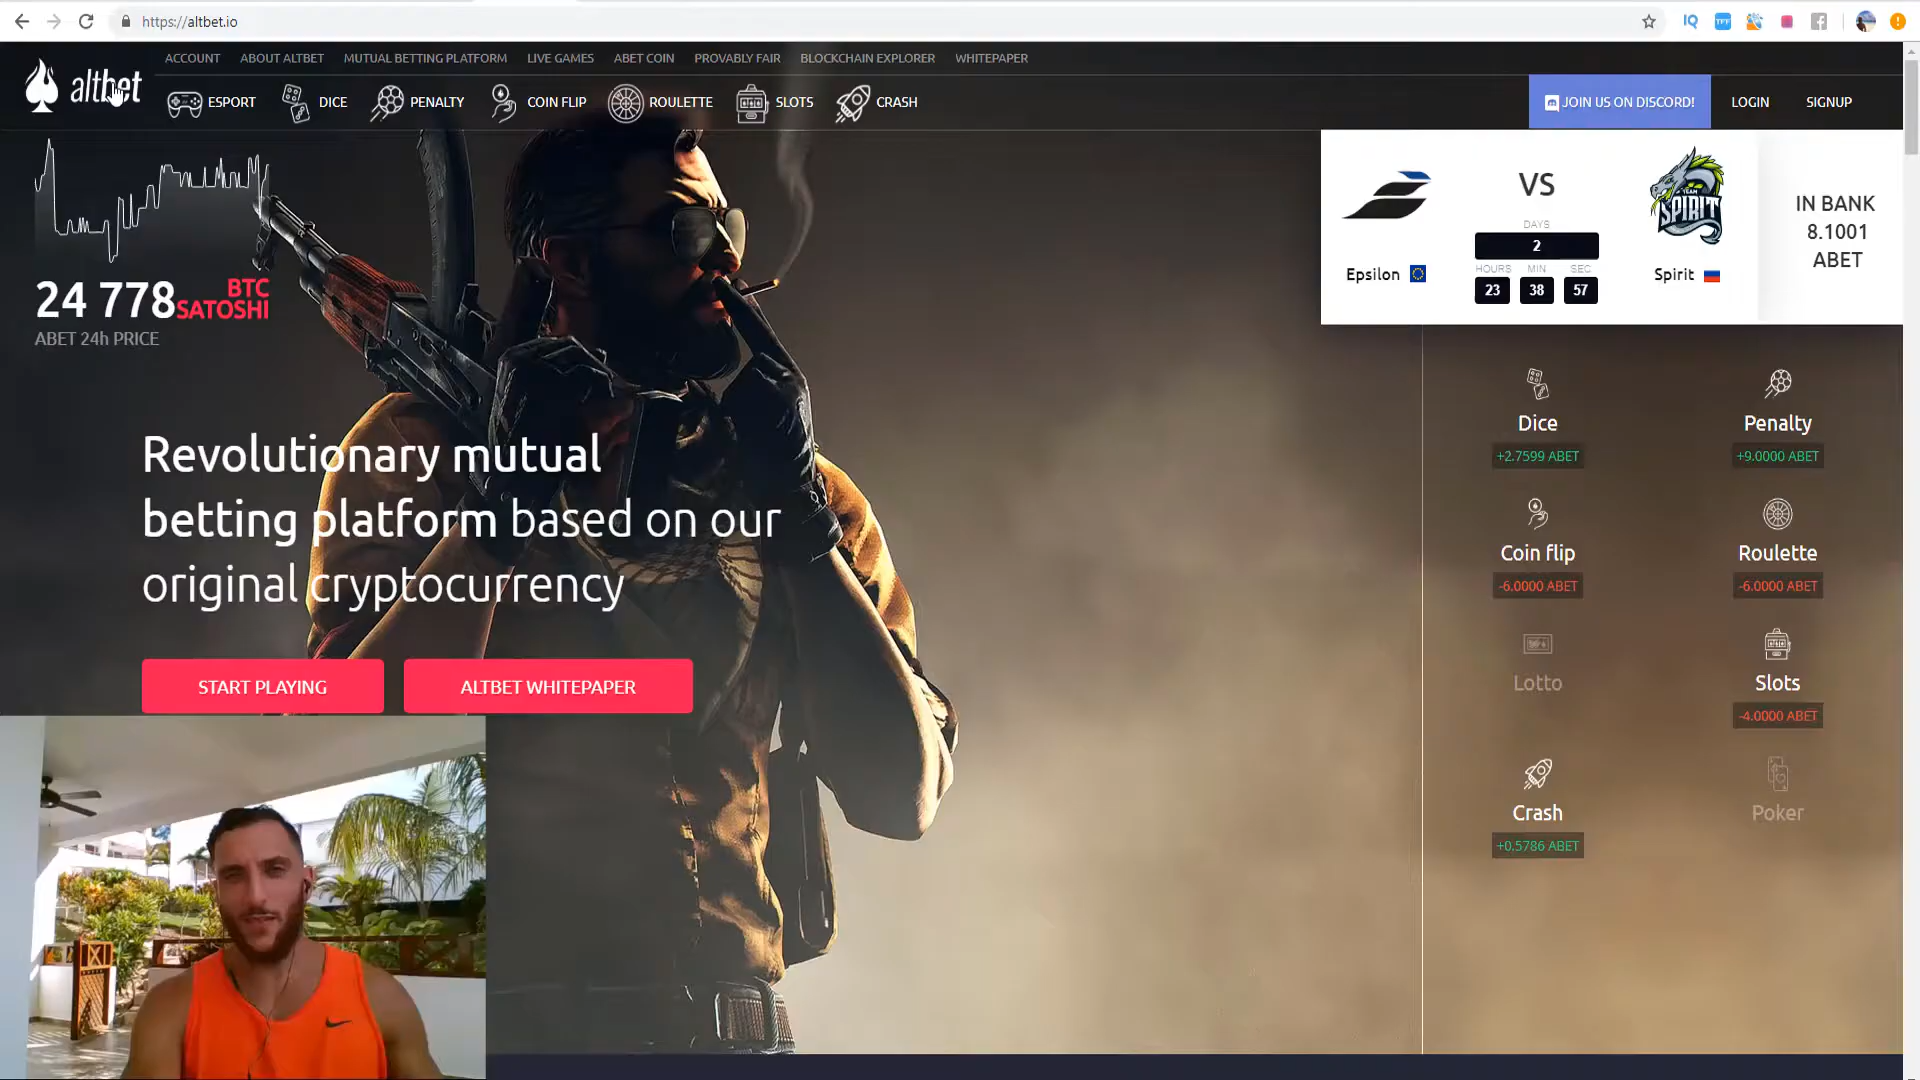 https://altbet.io
IQ
TFF
ACCOUNT ABOUT ALTBET MUTUAL BETTING PLATFORM LIVE GAMES ABET COIN PROVABLY FAIR BLOCKCHAIN EXPLORER WHITEPAPER
altbet
ESPORT DICE PENALTY COIN FLIP ROULETTE SLOTS CRASH
JOIN US ON DISCORD! LOGIN SIGNUP
24 778 BTC SATOSHI
ABET 24h PRICE
VS
DAYS
2
HOURS MIN SEC
23 38 57
Epsilon
TEAM
SPIRIT
Spirit
IN BANK
8.1001
ABET
Revolutionary mutual
betting platform based on our
original cryptocurrency
START PLAYING ALTBET WHITEPAPER
Dice Penalty
+2.7599 ABET +9.0000 ABET
Coin flip Roulette
-6.0000 ABET -6.0000 ABET
Lotto Slots
-4.0000 ABET
Crash Poker
+0.5786 ABET